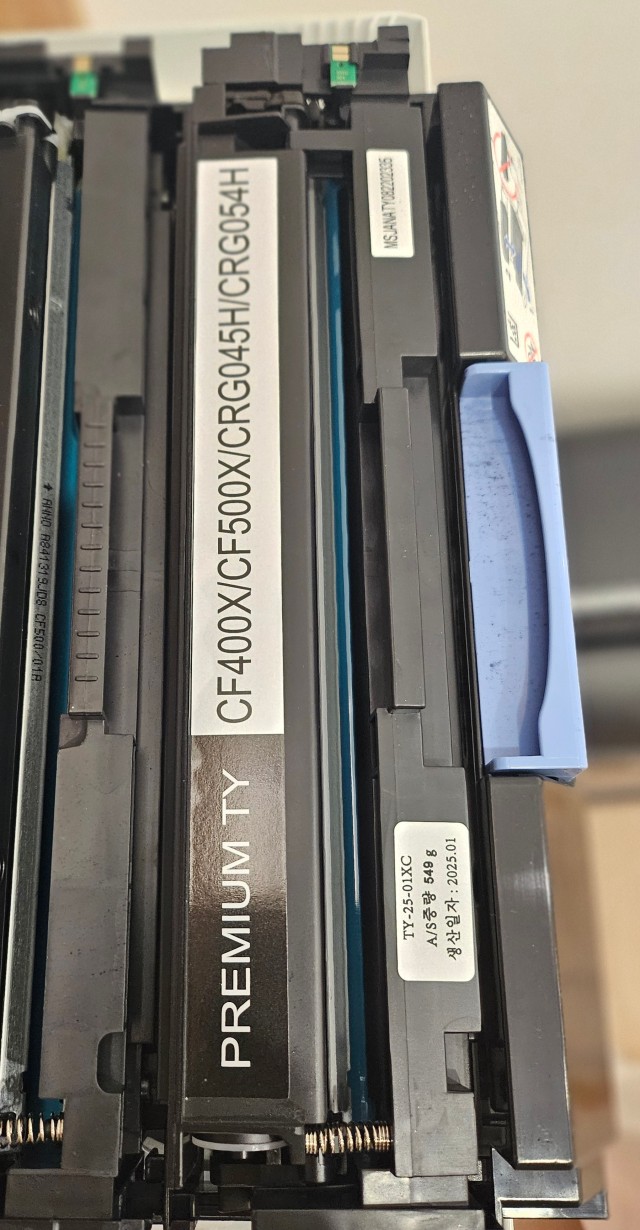 PREMIUM TY CF400X/CF500X/CRG045H/CRG054H
MSJANATY082202335
TY-25-01XC
A/S중량 549 g
생산일자 : 2025.01